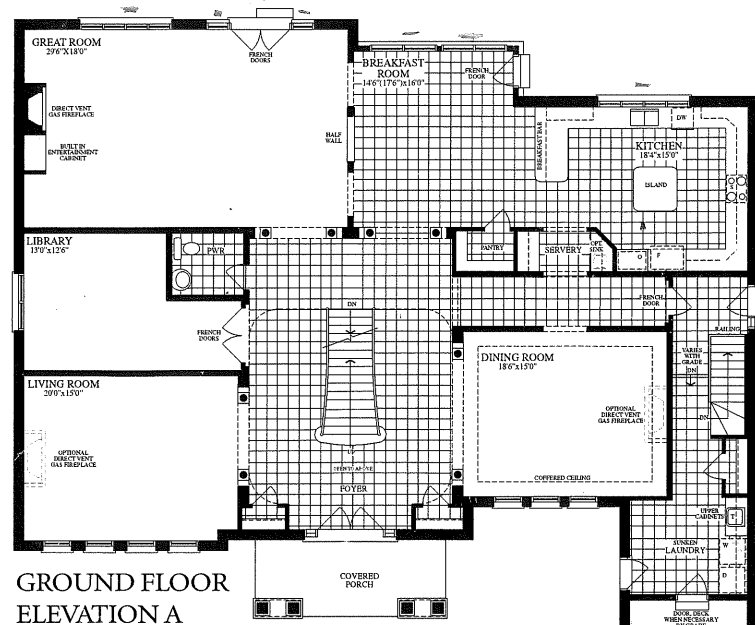 GREAT ROOM
29'6"X18'0"
FRENCH
DOORS
BREAKFAST
ROOM
14'6"(17'6")x16'0"
FRENCH
DOOR
DIRECT VENT
GAS FIREPLACE
BUILT IN
ENTERTAINMENT
CABINET
HALF
WALL
BREAKFAST BAR
DW
KITCHEN
18'4"x15'0"
ISLAND
LIBRARY
13'0"x12'6"
PWR
PANTRY
SERVERY
OPT.
SINK
O
F
FRENCH
DOORS
DN
FRENCH
DOOR
RAILING
VARIES
WITH
GRADE
DN
DN
LIVING ROOM
20'0"x15'0"
OPTIONAL
DIRECT VENT
GAS FIREPLACE
DINING ROOM
18'6"x15'0"
OPTIONAL
DIRECT VENT
GAS FIREPLACE
COFFERED CEILING
UP
OPEN TO ABOVE
FOYER
UPPER
CABINETS
T
SUNKEN
LAUNDRY
W
D
COVERED
PORCH
DOOR, DECK
WHEN NECESSARY
GROUND FLOOR
ELEVATION A